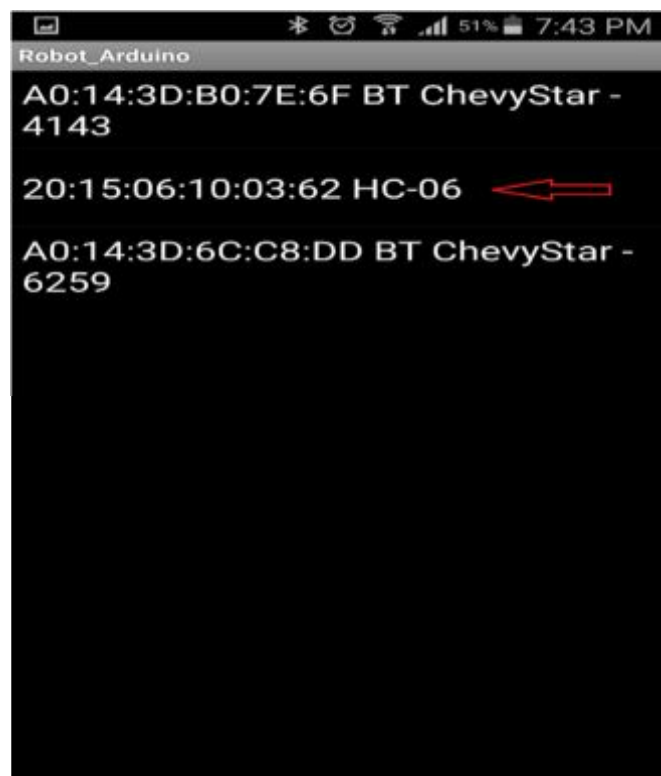 51% 7:43 PM
Robot_Arduino
A0:14:3D:B0:7E:6F BT ChevyStar -
4143
20:15:06:10:03:62 HC-06
A0:14:3D:6C:C8:DD BT ChevyStar -
6259